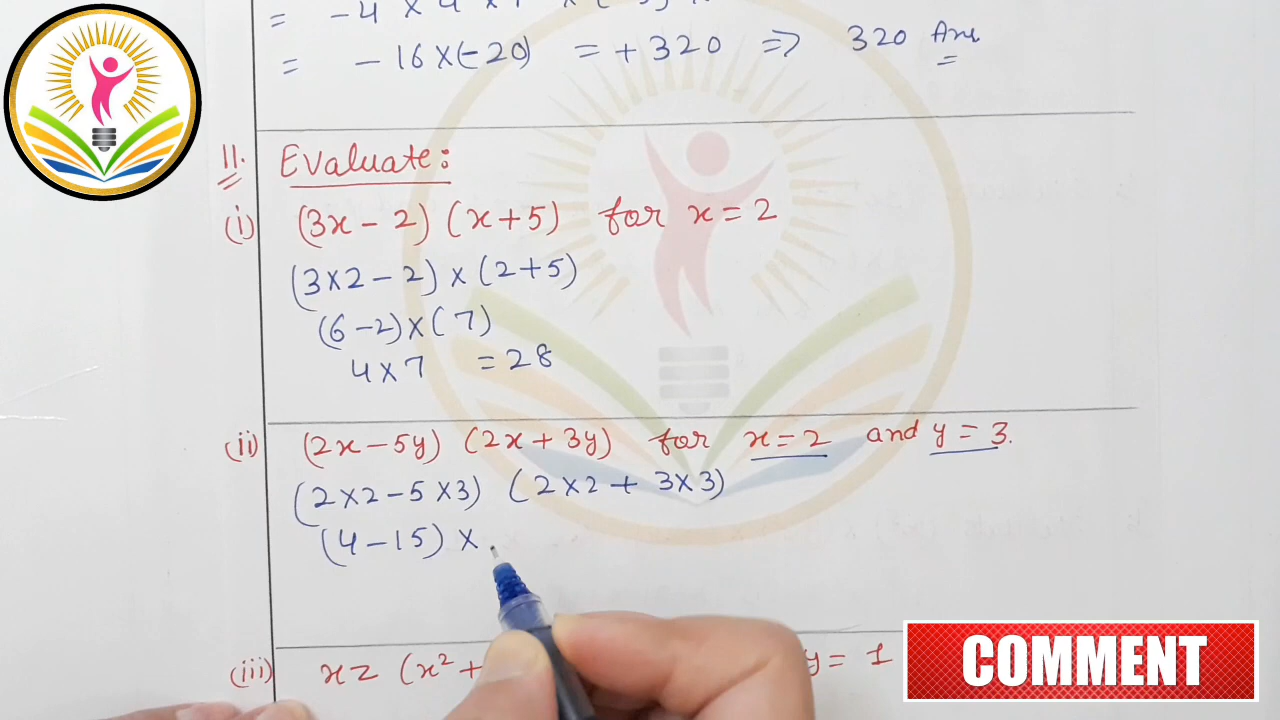 = -4 × 4 ×
= -16 × (-20) = +320 ⇒ 320 Ans
11. Evaluate:
(i) (3x - 2) (x + 5) for x = 2
(3×2 - 2) × (2+5)
(6 - 2) × (7)
4 × 7 = 28
(ii) (2x - 5y) (2x + 3y) for x = 2 and y = 3.
(2×2 - 5×3) (2×2 + 3×3)
(4 - 15) ×
(iii) xz (x² + y = 1
COMMENT